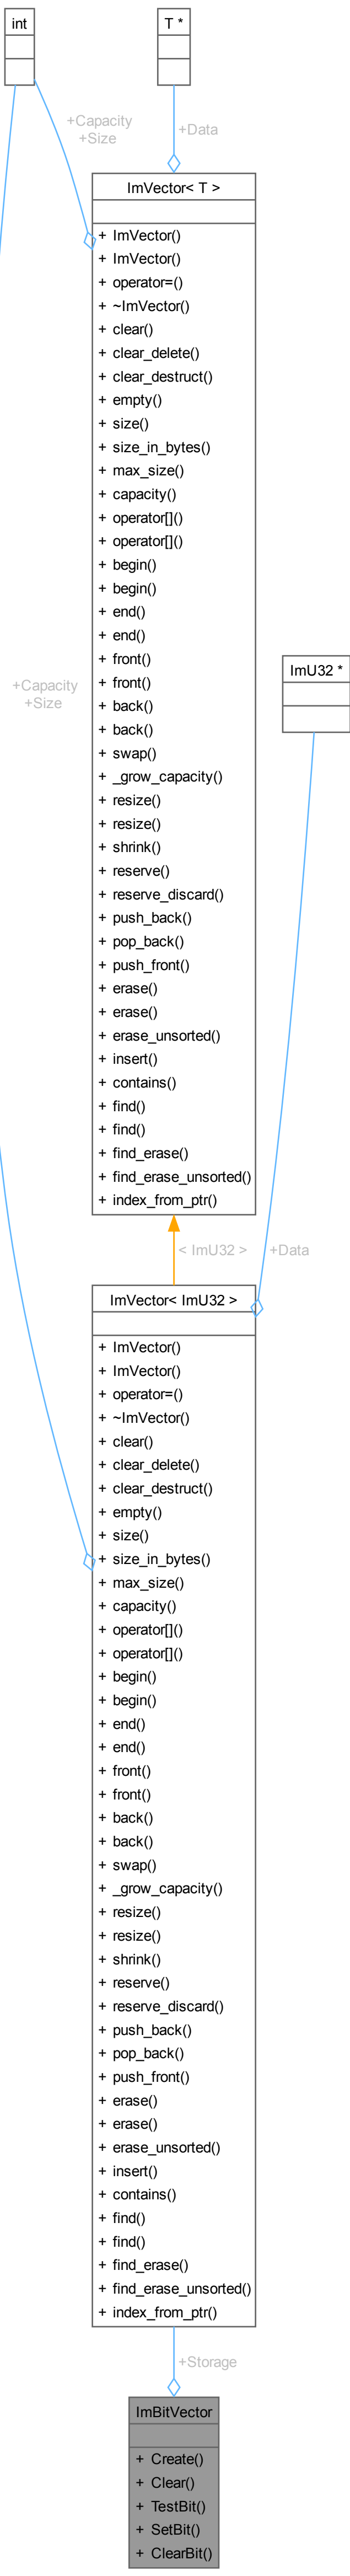 int
T *
+Capacity
+Size
+Data
ImVector< T >
+ ImVector()
+ ImVector()
+ operator=()
+ ~ImVector()
+ clear()
+ clear_delete()
+ clear_destruct()
+ empty()
+ size()
+ size_in_bytes()
+ max_size()
+ capacity()
+ operator[]()
+ operator[]()
+ begin()
+ begin()
+ end()
+ end()
+ front()
+ front()
+ back()
+ back()
+ swap()
+ _grow_capacity()
+ resize()
+ resize()
+ shrink()
+ reserve()
+ reserve_discard()
+ push_back()
+ pop_back()
+ push_front()
+ erase()
+ erase()
+ erase_unsorted()
+ insert()
+ contains()
+ find()
+ find()
+ find_erase()
+ find_erase_unsorted()
+ index_from_ptr()
+Capacity
+Size
ImU32 *
< ImU32 >
+Data
ImVector< ImU32 >
+ ImVector()
+ ImVector()
+ operator=()
+ ~ImVector()
+ clear()
+ clear_delete()
+ clear_destruct()
+ empty()
+ size()
+ size_in_bytes()
+ max_size()
+ capacity()
+ operator[]()
+ operator[]()
+ begin()
+ begin()
+ end()
+ end()
+ front()
+ front()
+ back()
+ back()
+ swap()
+ _grow_capacity()
+ resize()
+ resize()
+ shrink()
+ reserve()
+ reserve_discard()
+ push_back()
+ pop_back()
+ push_front()
+ erase()
+ erase()
+ erase_unsorted()
+ insert()
+ contains()
+ find()
+ find()
+ find_erase()
+ find_erase_unsorted()
+ index_from_ptr()
+Storage
ImBitVector
+ Create()
+ Clear()
+ TestBit()
+ SetBit()
+ ClearBit()